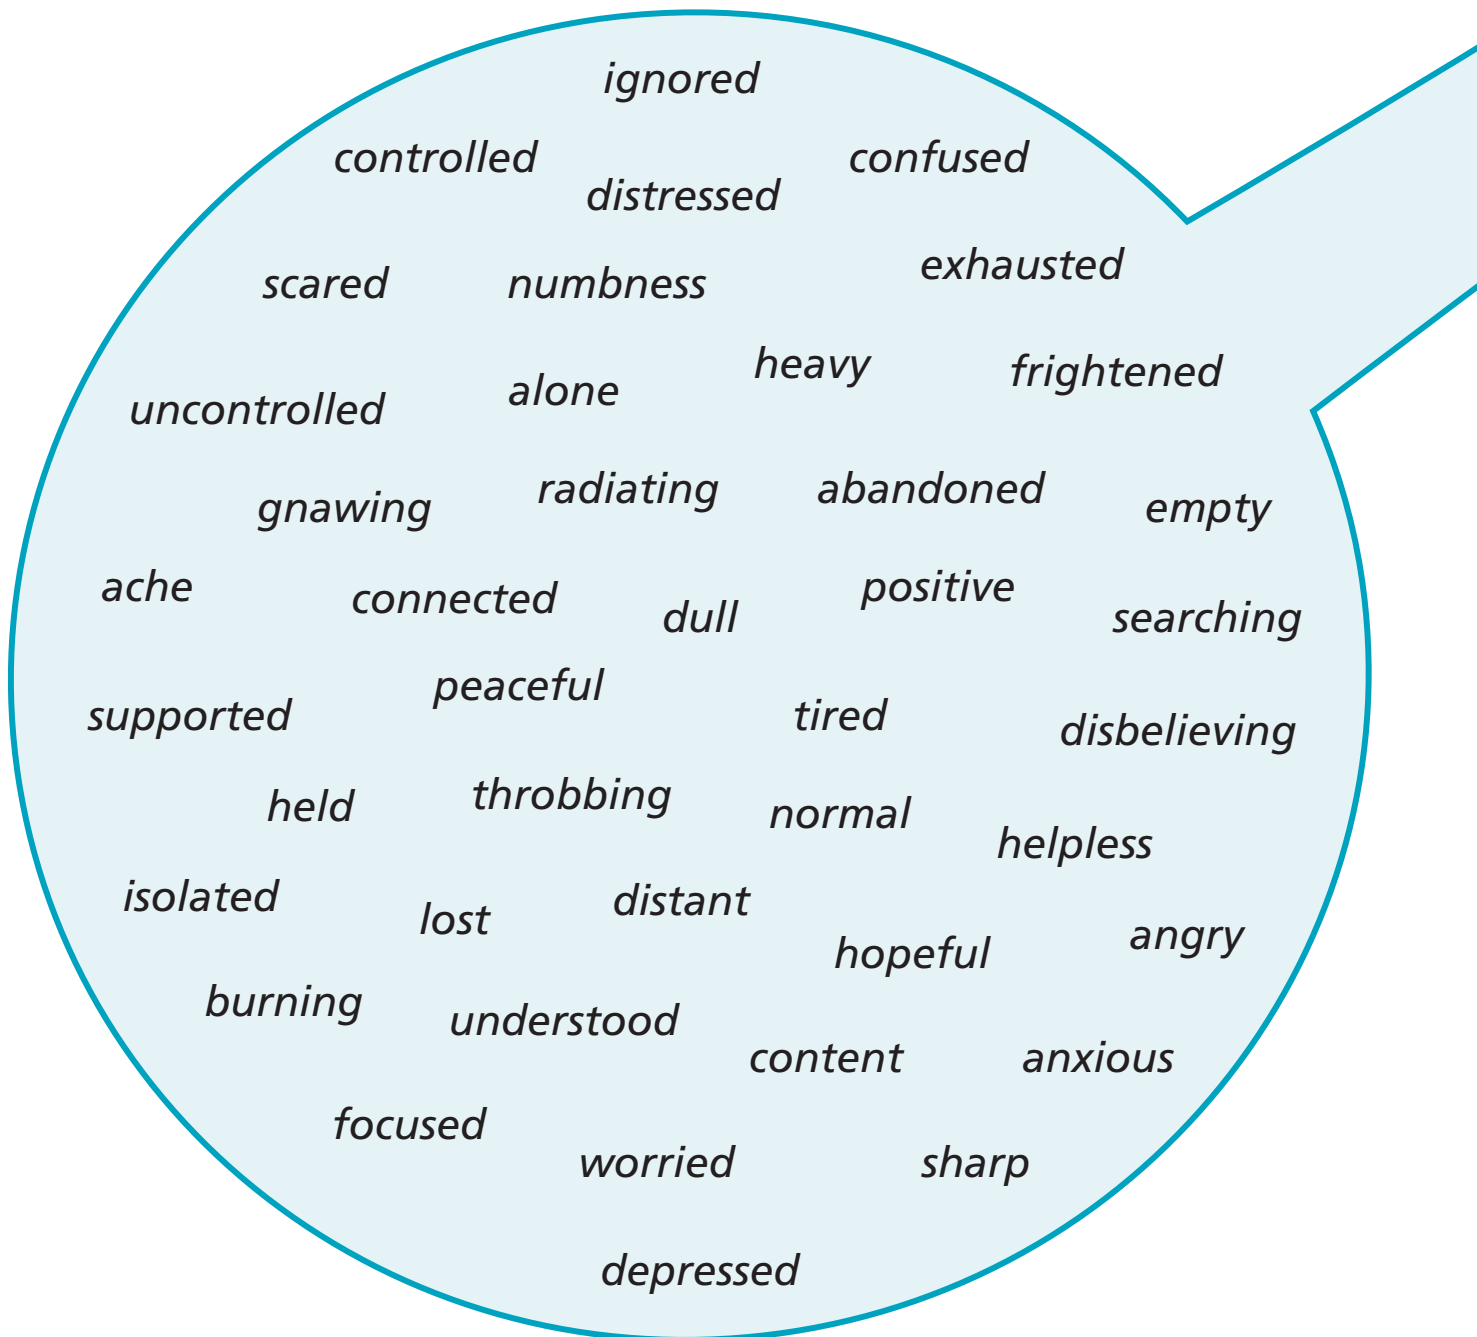 ignored
controlled
confused
distressed
exhausted
scared
numbness
heavy
frightened
alone
uncontrolled
radiating
abandoned
gnawing
empty
ache
positive
connected
dull
searching
peaceful
supported
tired
disbelieving
throbbing
held
normal
helpless
isolated
distant
lost
angry
hopeful
burning
understood
content
anxious
focused
worried
sharp
depressed